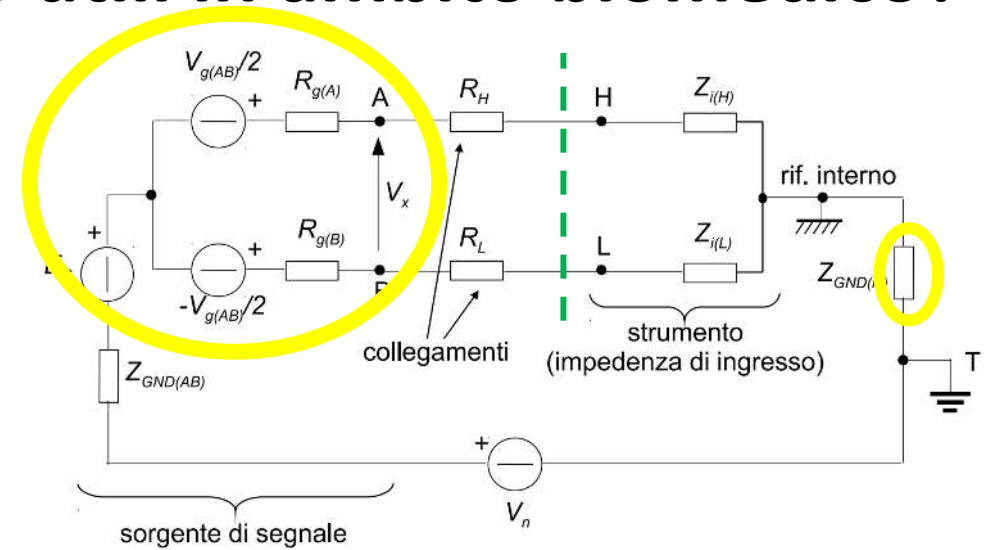 V_g(AB)/2
R_g(A)
A
R_H
H
Z_i(H)
rif. interno
V_x
R_g(B)
R_L
L
Z_i(L)
+
+
+
-V_g(AB)/2
collegamenti
strumento
(impedenza di ingresso)
T
Z_GND(AB)
+
V_n
sorgente di segnale